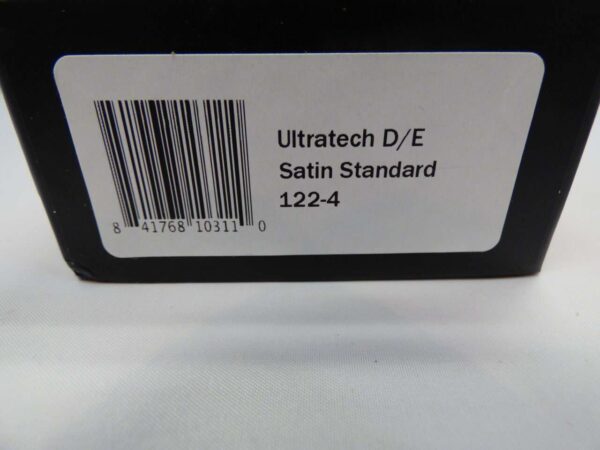 Ultratech D/E
Satin Standard
122-4
8 41768 10311 0